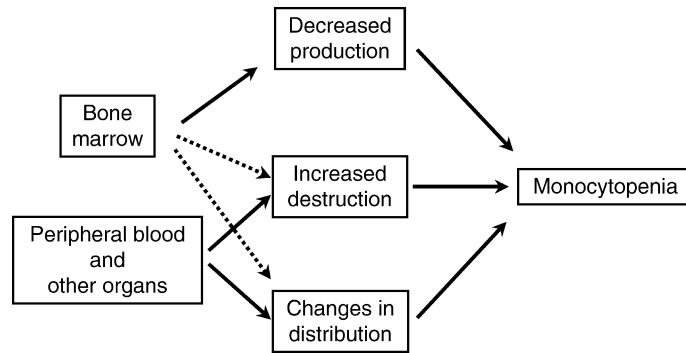 Decreased
production
Bone
marrow
Increased
destruction
Monocytopenia
Peripheral blood
and
other organs
Changes in
distribution